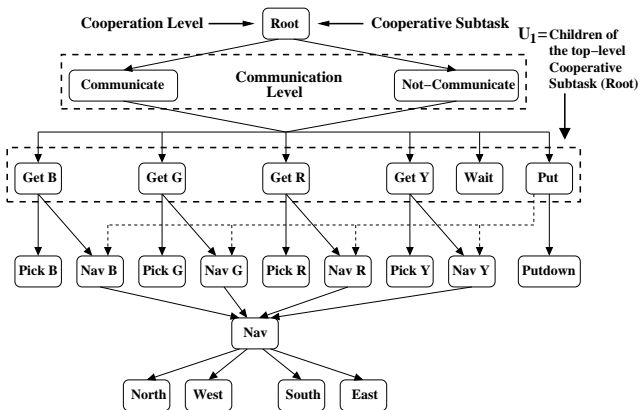 Cooperation Level
Root
Cooperative Subtask
U1= Children of
the top-level
Cooperative
Subtask (Root)
Communicate
Communication
Level
Not-Communicate
Get B
Get G
Get R
Get Y
Wait
Put
Pick B
Nav B
Pick G
Nav G
Pick R
Nav R
Pick Y
Nav Y
Putdown
Nav
North
West
South
East